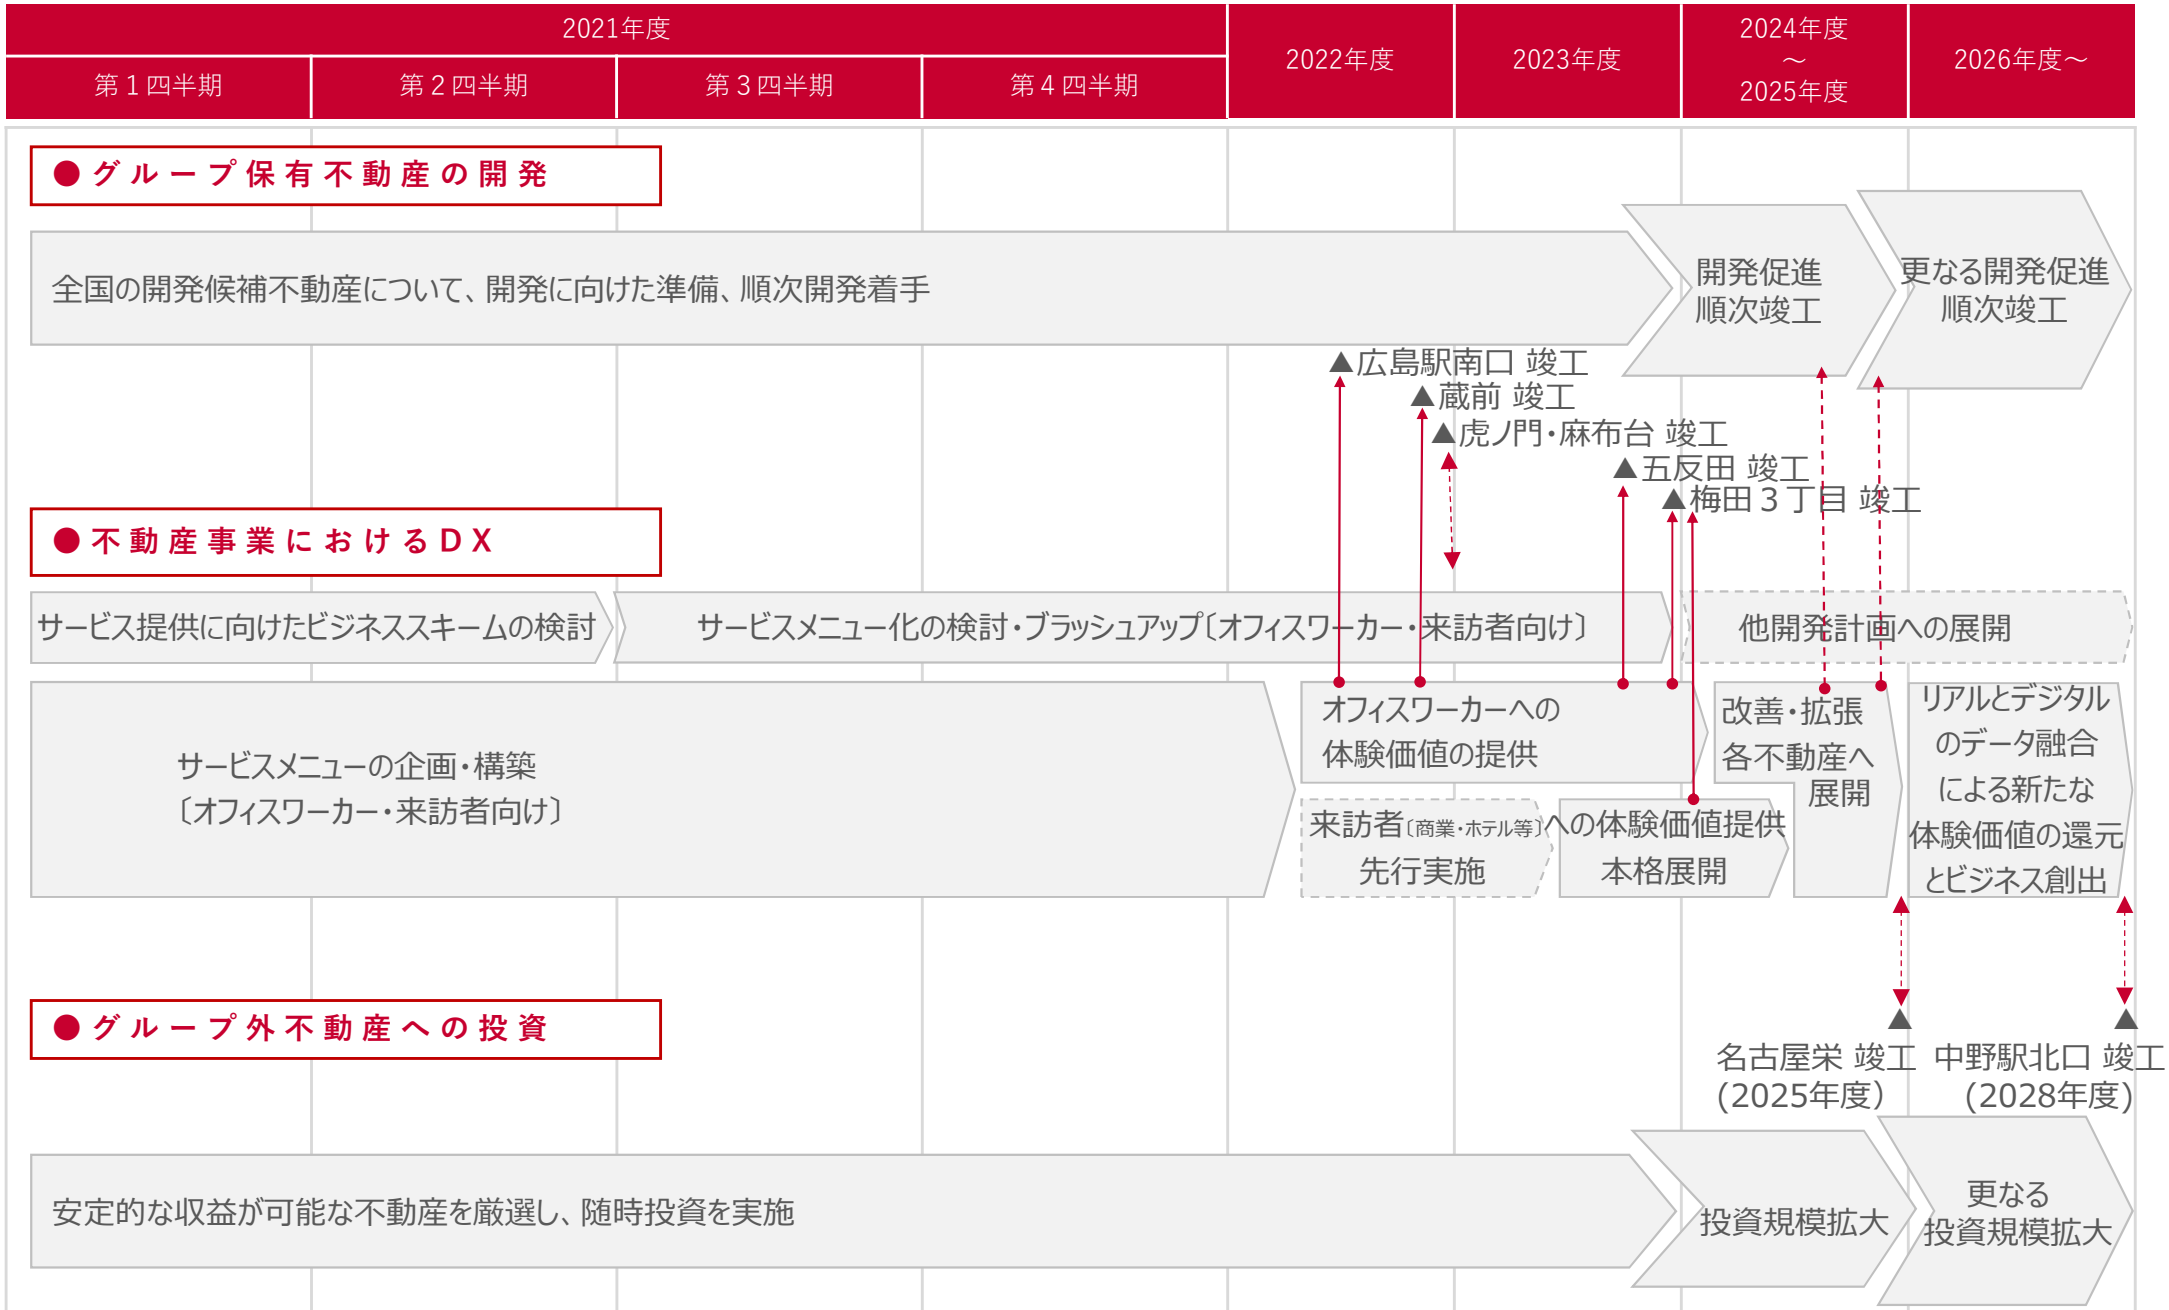 2021年度
2022年度
2023年度
2024年度
～
2025年度
2026年度～
第１四半期
第２四半期
第３四半期
第４四半期
●グループ保有不動産の開発
全国の開発候補不動産について、開発に向けた準備、順次開発着手
開発促進
順次竣工
更なる開発促進
順次竣工
▲広島駅南口 竣工
▲蔵前 竣工
▲虎ノ門・麻布台 竣工
▲五反田 竣工
▲梅田３丁目 竣工
●不動産事業におけるＤＸ
サービス提供に向けたビジネススキームの検討
サービスメニュー化の検討・ブラッシュアップ〔オフィスワーカー・来訪者向け〕
他開発計画への展開
サービスメニューの企画・構築
〔オフィスワーカー・来訪者向け〕
オフィスワーカーへの
体験価値の提供
来訪者〔商業・ホテル等〕への体験価値提供
先行実施
本格展開
改善・拡張
各不動産へ
展開
リアルとデジタル
のデータ融合
による新たな
体験価値の還元
とビジネス創出
●グループ外不動産への投資
▲
名古屋栄 竣工
(2025年度)
▲
中野駅北口 竣工
(2028年度)
安定的な収益が可能な不動産を厳選し、随時投資を実施
投資規模拡大
更なる
投資規模拡大